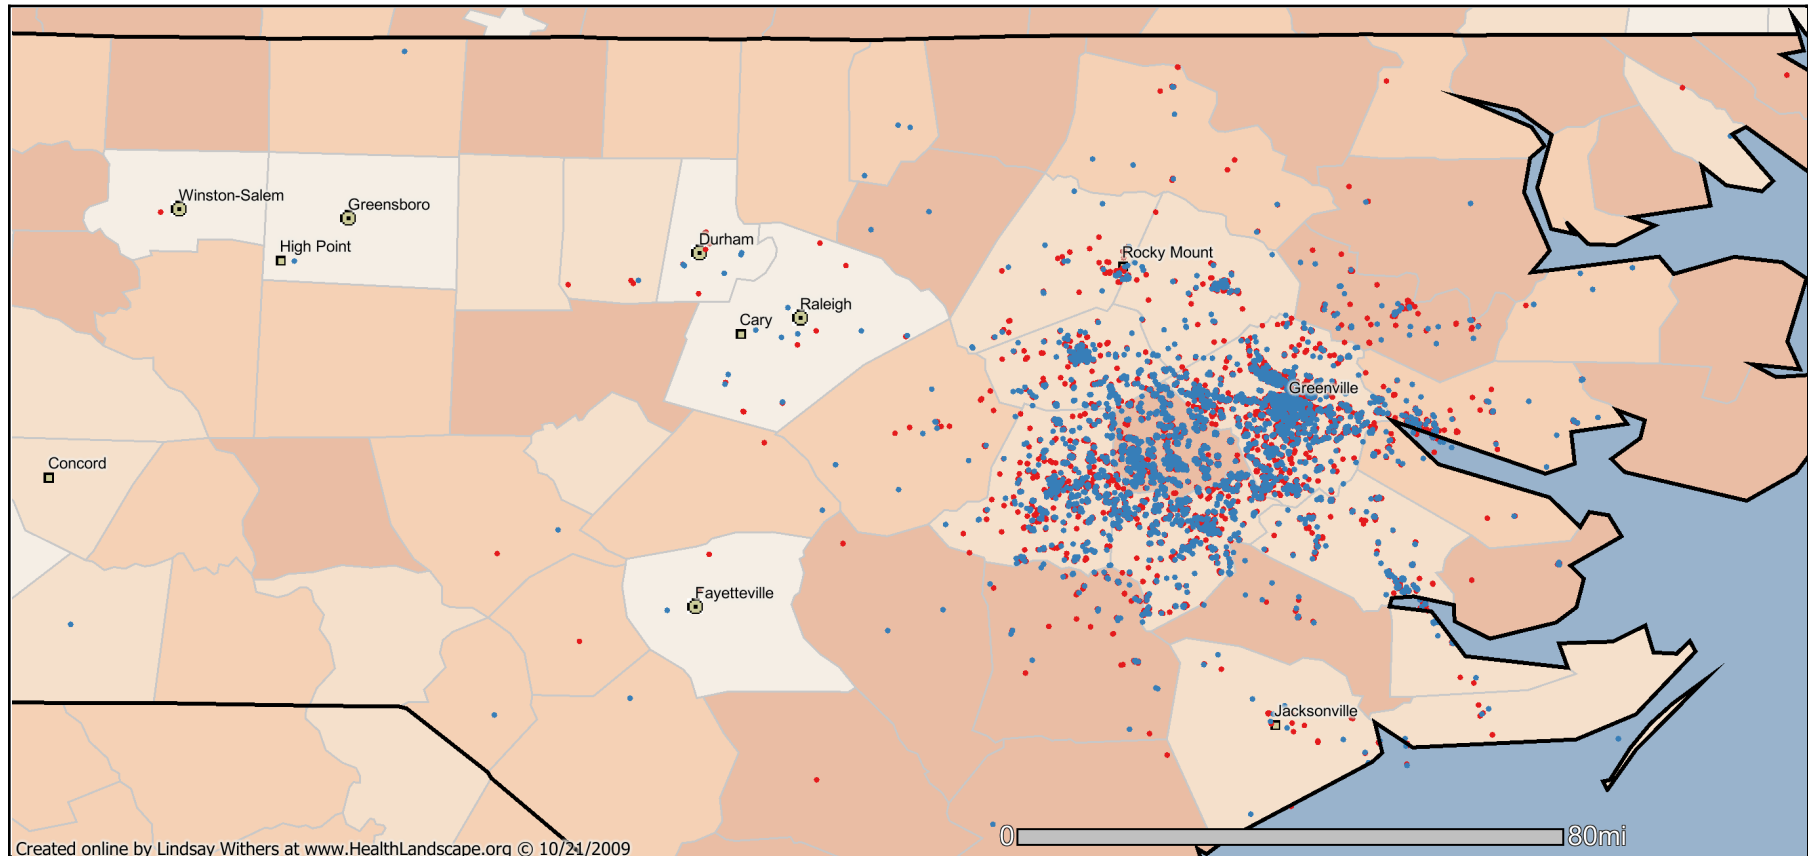 Winston-Salem
Greensboro
High Point
Durham
Rocky Mount
Raleigh
Cary
Greenville
Concord
Fayetteville
Jacksonville
0 80mi
Created online by Lindsay Withers at www.HealthLandscape.org © 10/21/2009